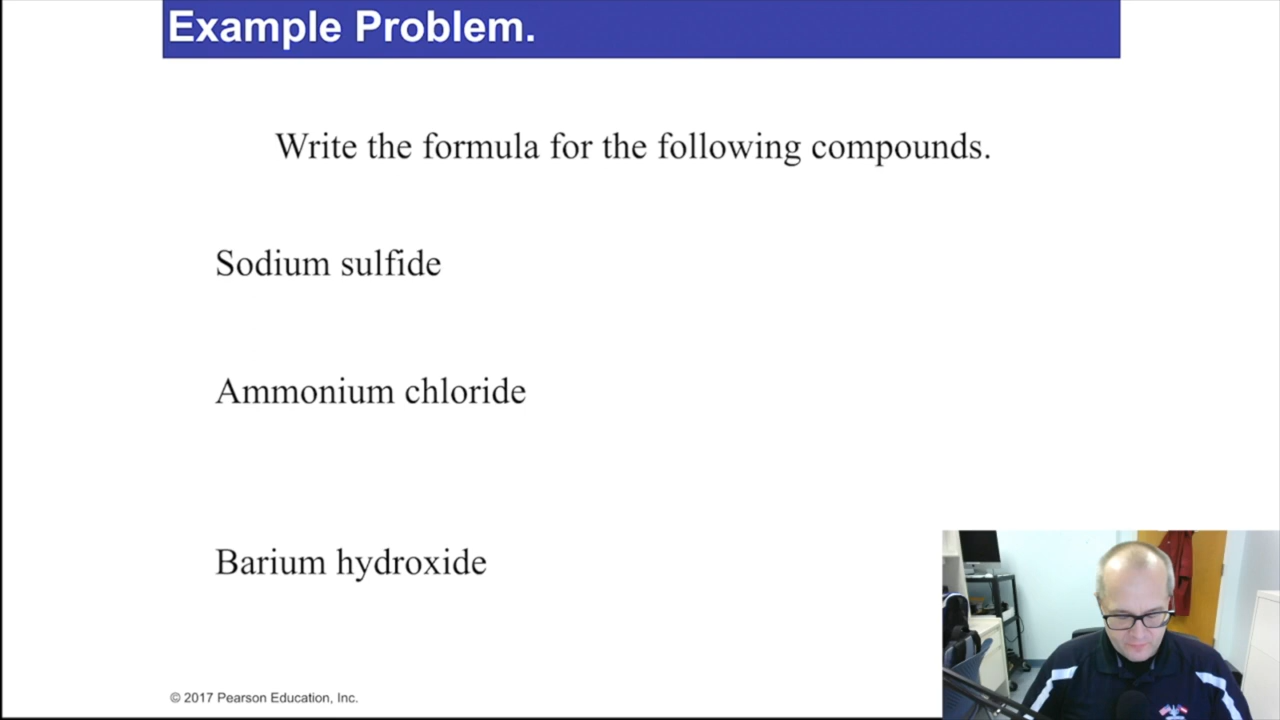 Example Problem.
Write the formula for the following compounds.
Sodium sulfide
Ammonium chloride
Barium hydroxide
© 2017 Pearson Education, Inc.